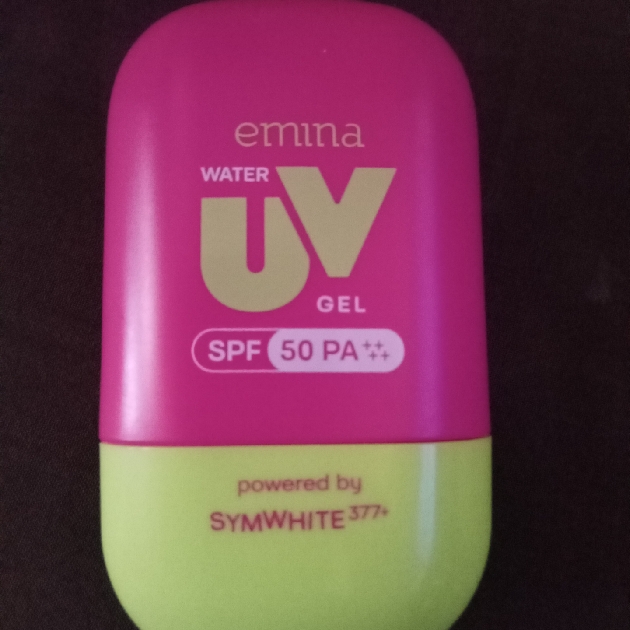 emina
WATER
UV
GEL
SPF 50 PA++++
powered by
SYMWHITE 377+